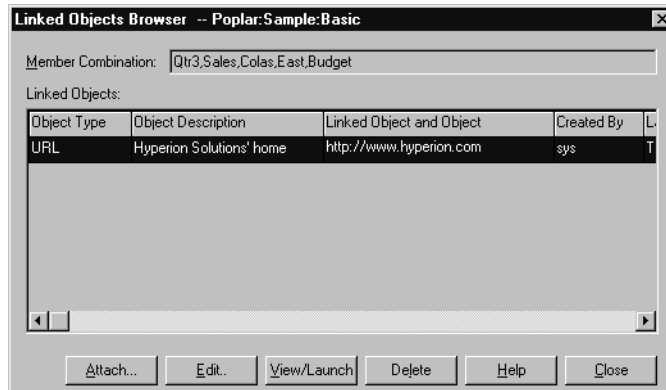 Linked Objects Browser -- Poplar:Sample:Basic
Member Combination: Qtr3,Sales,Colas,East,Budget
Linked Objects:
Object Type Object Description Linked Object and Object Created By
URL Hyperion Solutions' home http://www.hyperion.com sys
Attach... Edit.. View/Launch Delete Help Close